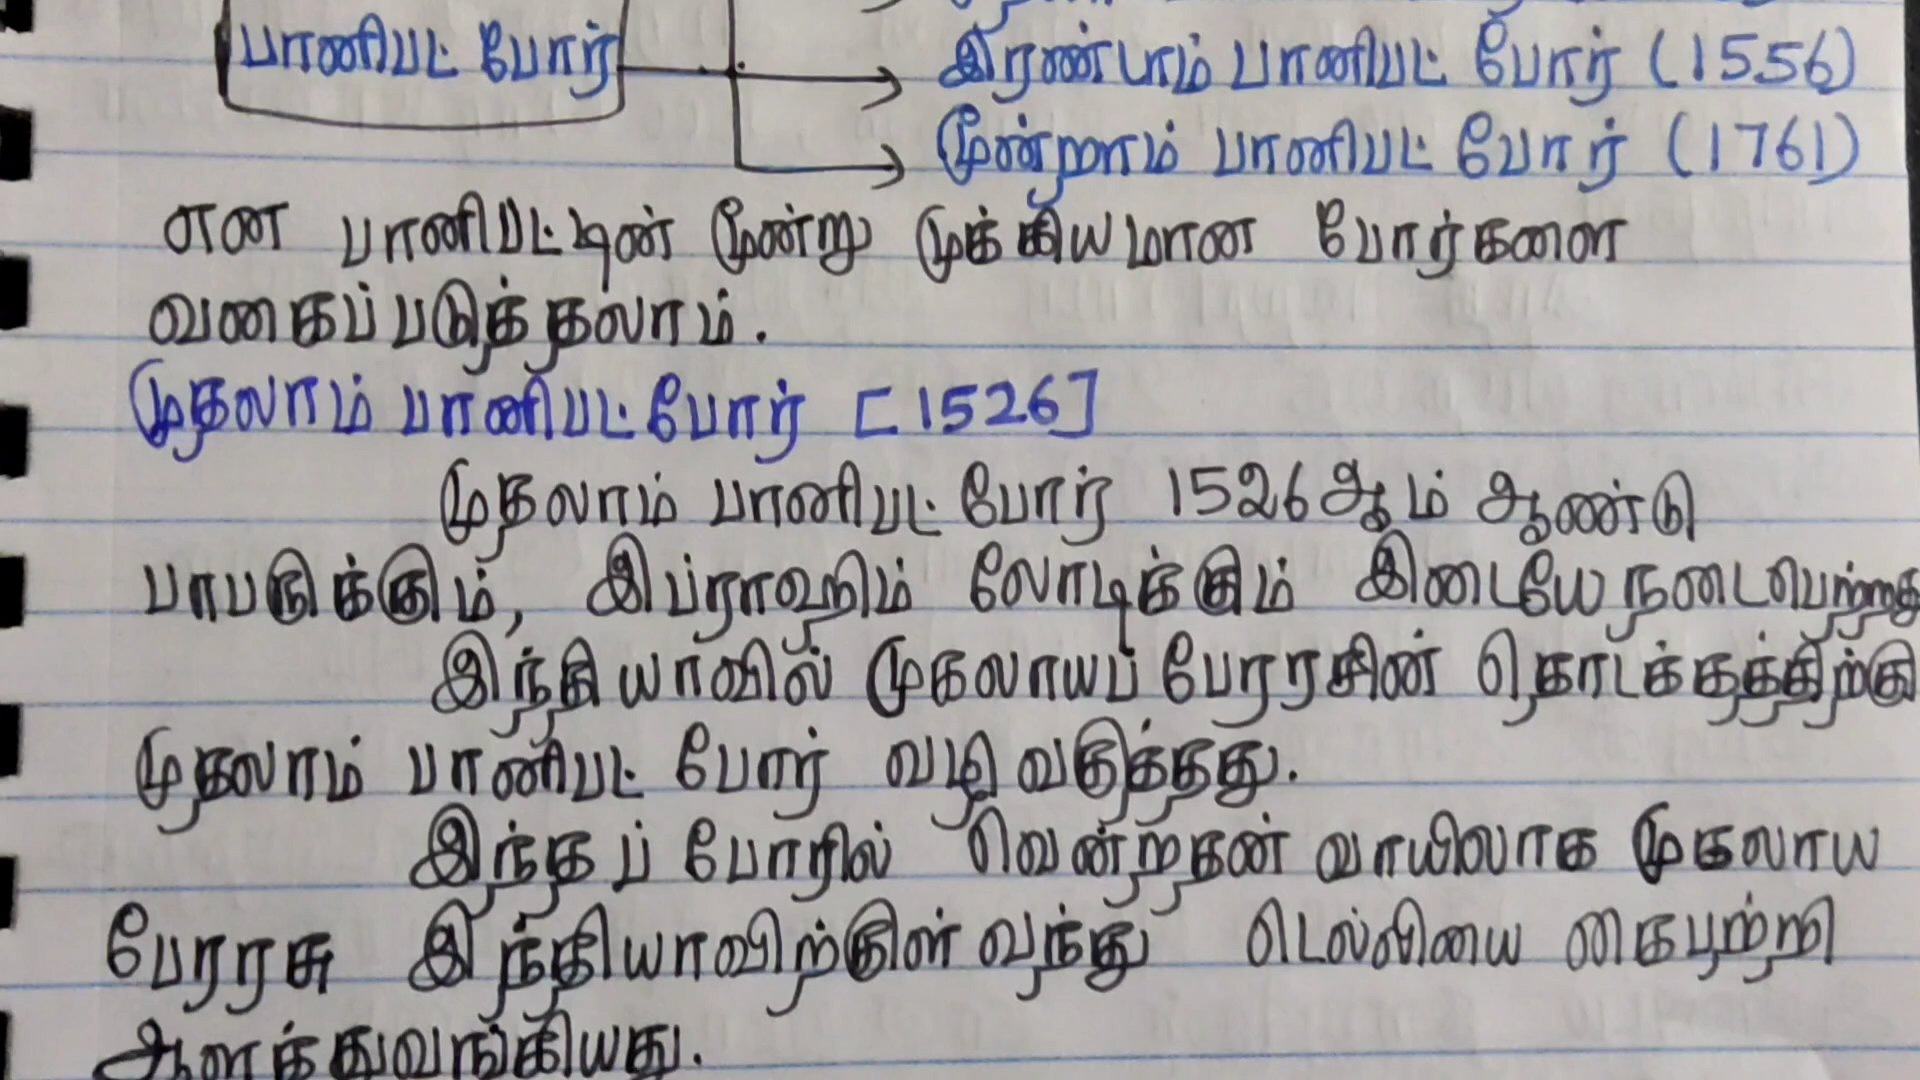 பானிபட் போர்
இரண்டாம் பானிபட் போர் (1556)
மூன்றாம் பானிபட் போர் (1761)
என பானிபட்டின் மூன்று முக்கியமான போர்களை
வகைப்படுத்தலாம்.
முதலாம் பானிபட் போர் [1526]
முதலாம் பானிபட் போர் 1526ஆம் ஆண்டு
பாபருக்கும், இப்ராஹிம் லோடிக்கும் இடையே நடைபெற்றது
இந்தியாவில் முகலாயப் பேரரசின் தொடக்கத்திற்கு
முதலாம் பானிபட் போர் வழி வகுத்தது.
இந்தப் போரில் வென்றதன் வாயிலாக முகலாய
பேரரசு இந்தியாவிற்குள் வந்து டெல்லியை கைபற்றி
ஆளத்துவங்கியது.